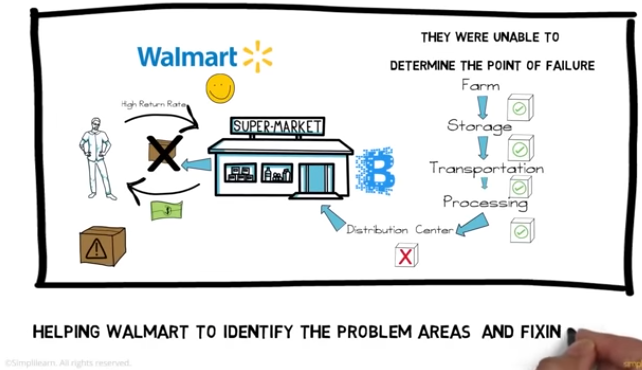 THEY WERE UNABLE TO
DETERMINE THE POINT OF FAILURE
Walmart
High Return Rate
SUPER-MARKET
Farm
Storage
Transportation
Processing
Distribution Center
X
HELPING WALMART TO IDENTIFY THE PROBLEM AREAS AND FIXIN
©Simplilearn. All rights reserved.